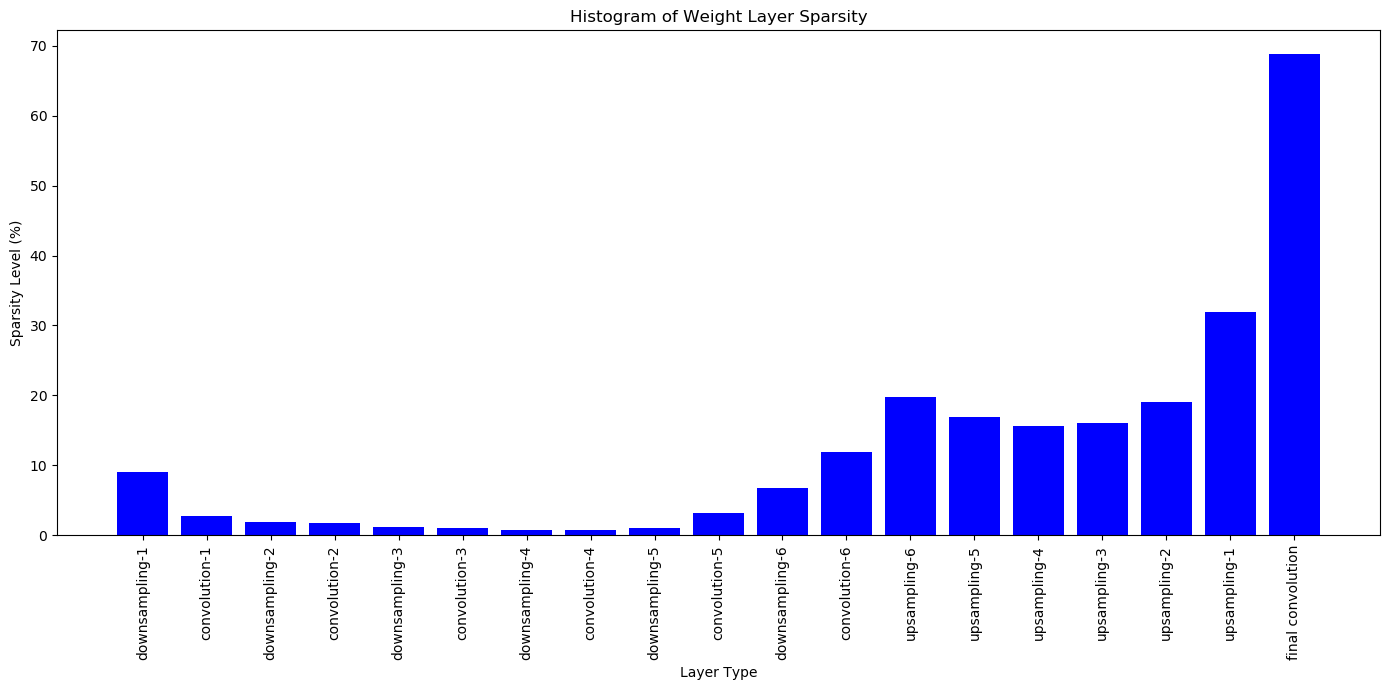 Histogram of Weight Layer Sparsity
Sparsity Level (%)
70
60
50
40
30
20
10
0
downsampling-1
convolution-1
downsampling-2
convolution-2
downsampling-3
convolution-3
downsampling-4
convolution-4
downsampling-5
convolution-5
downsampling-6
convolution-6
upsampling-6
upsampling-5
upsampling-4
upsampling-3
upsampling-2
upsampling-1
final convolution
Layer Type